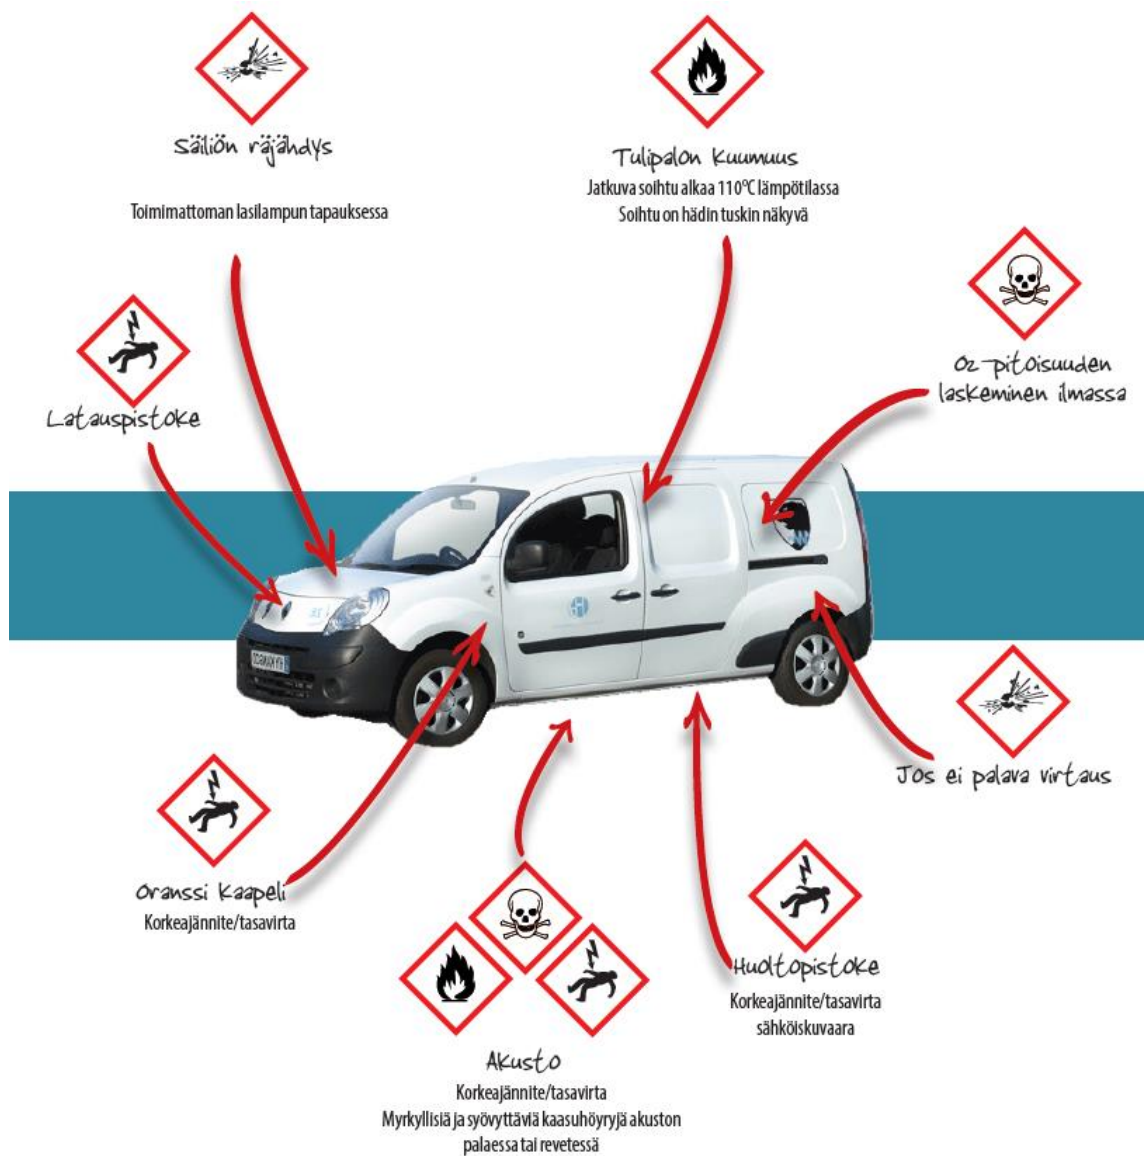 Säiliön räjähdys
Toimimattoman lasilampun tapauksessa
Tulipalon kuumuus
Jatkuva soihtu alkaa 110°C lämpötilassa
Soihtu on hädin tuskin näkyvä
O2-pitoisuuden
laskeminen ilmassa
Latauspistoke
Jos ei palava virtaus
Oranssi kaapeli
Korkeajännite/tasavirta
Huoltopistoke
Korkeajännite/tasavirta
sähköiskuvaara
Akusto
Korkeajännite/tasavirta
Myrkyllisiä ja syövyttäviä kaasuhöyryjä akuston
palaessa tai revetessä